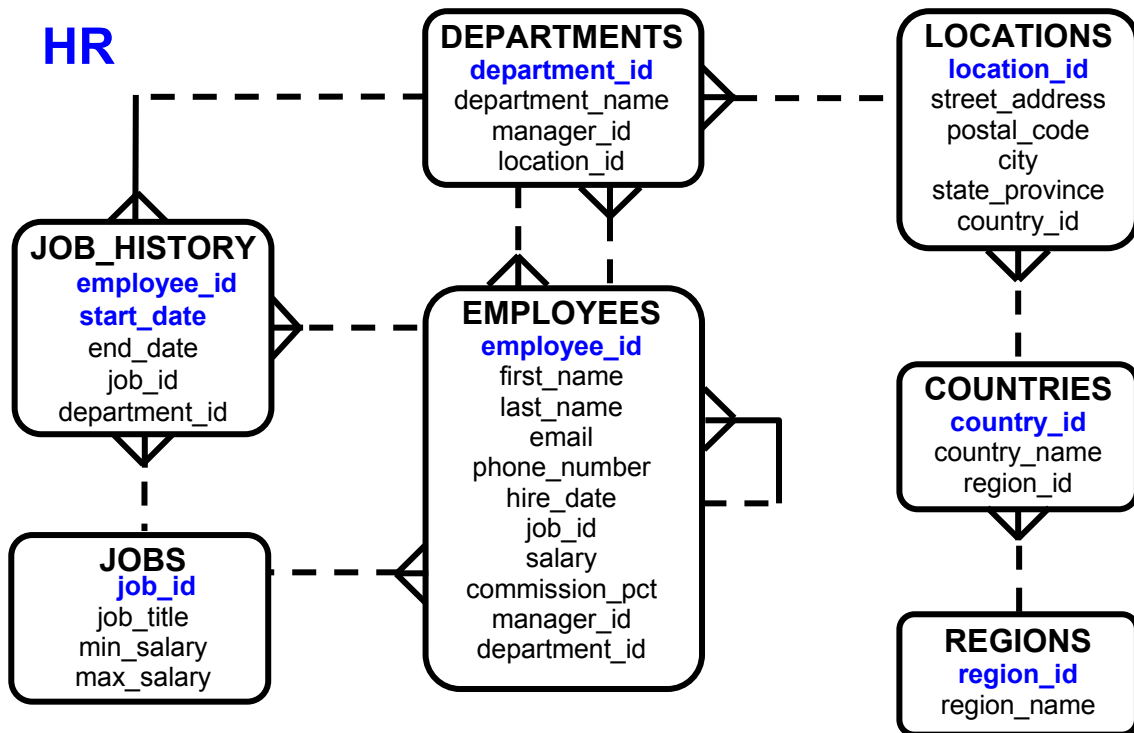 HR
DEPARTMENTS
department_id
department_name
manager_id
location_id
LOCATIONS
location_id
street_address
postal_code
city
state_province
country_id
JOB_HISTORY
employee_id
start_date
end_date
job_id
department_id
EMPLOYEES
employee_id
first_name
last_name
email
phone_number
hire_date
job_id
salary
commission_pct
manager_id
department_id
COUNTRIES
country_id
country_name
region_id
JOBS
job_id
job_title
min_salary
max_salary
REGIONS
region_id
region_name